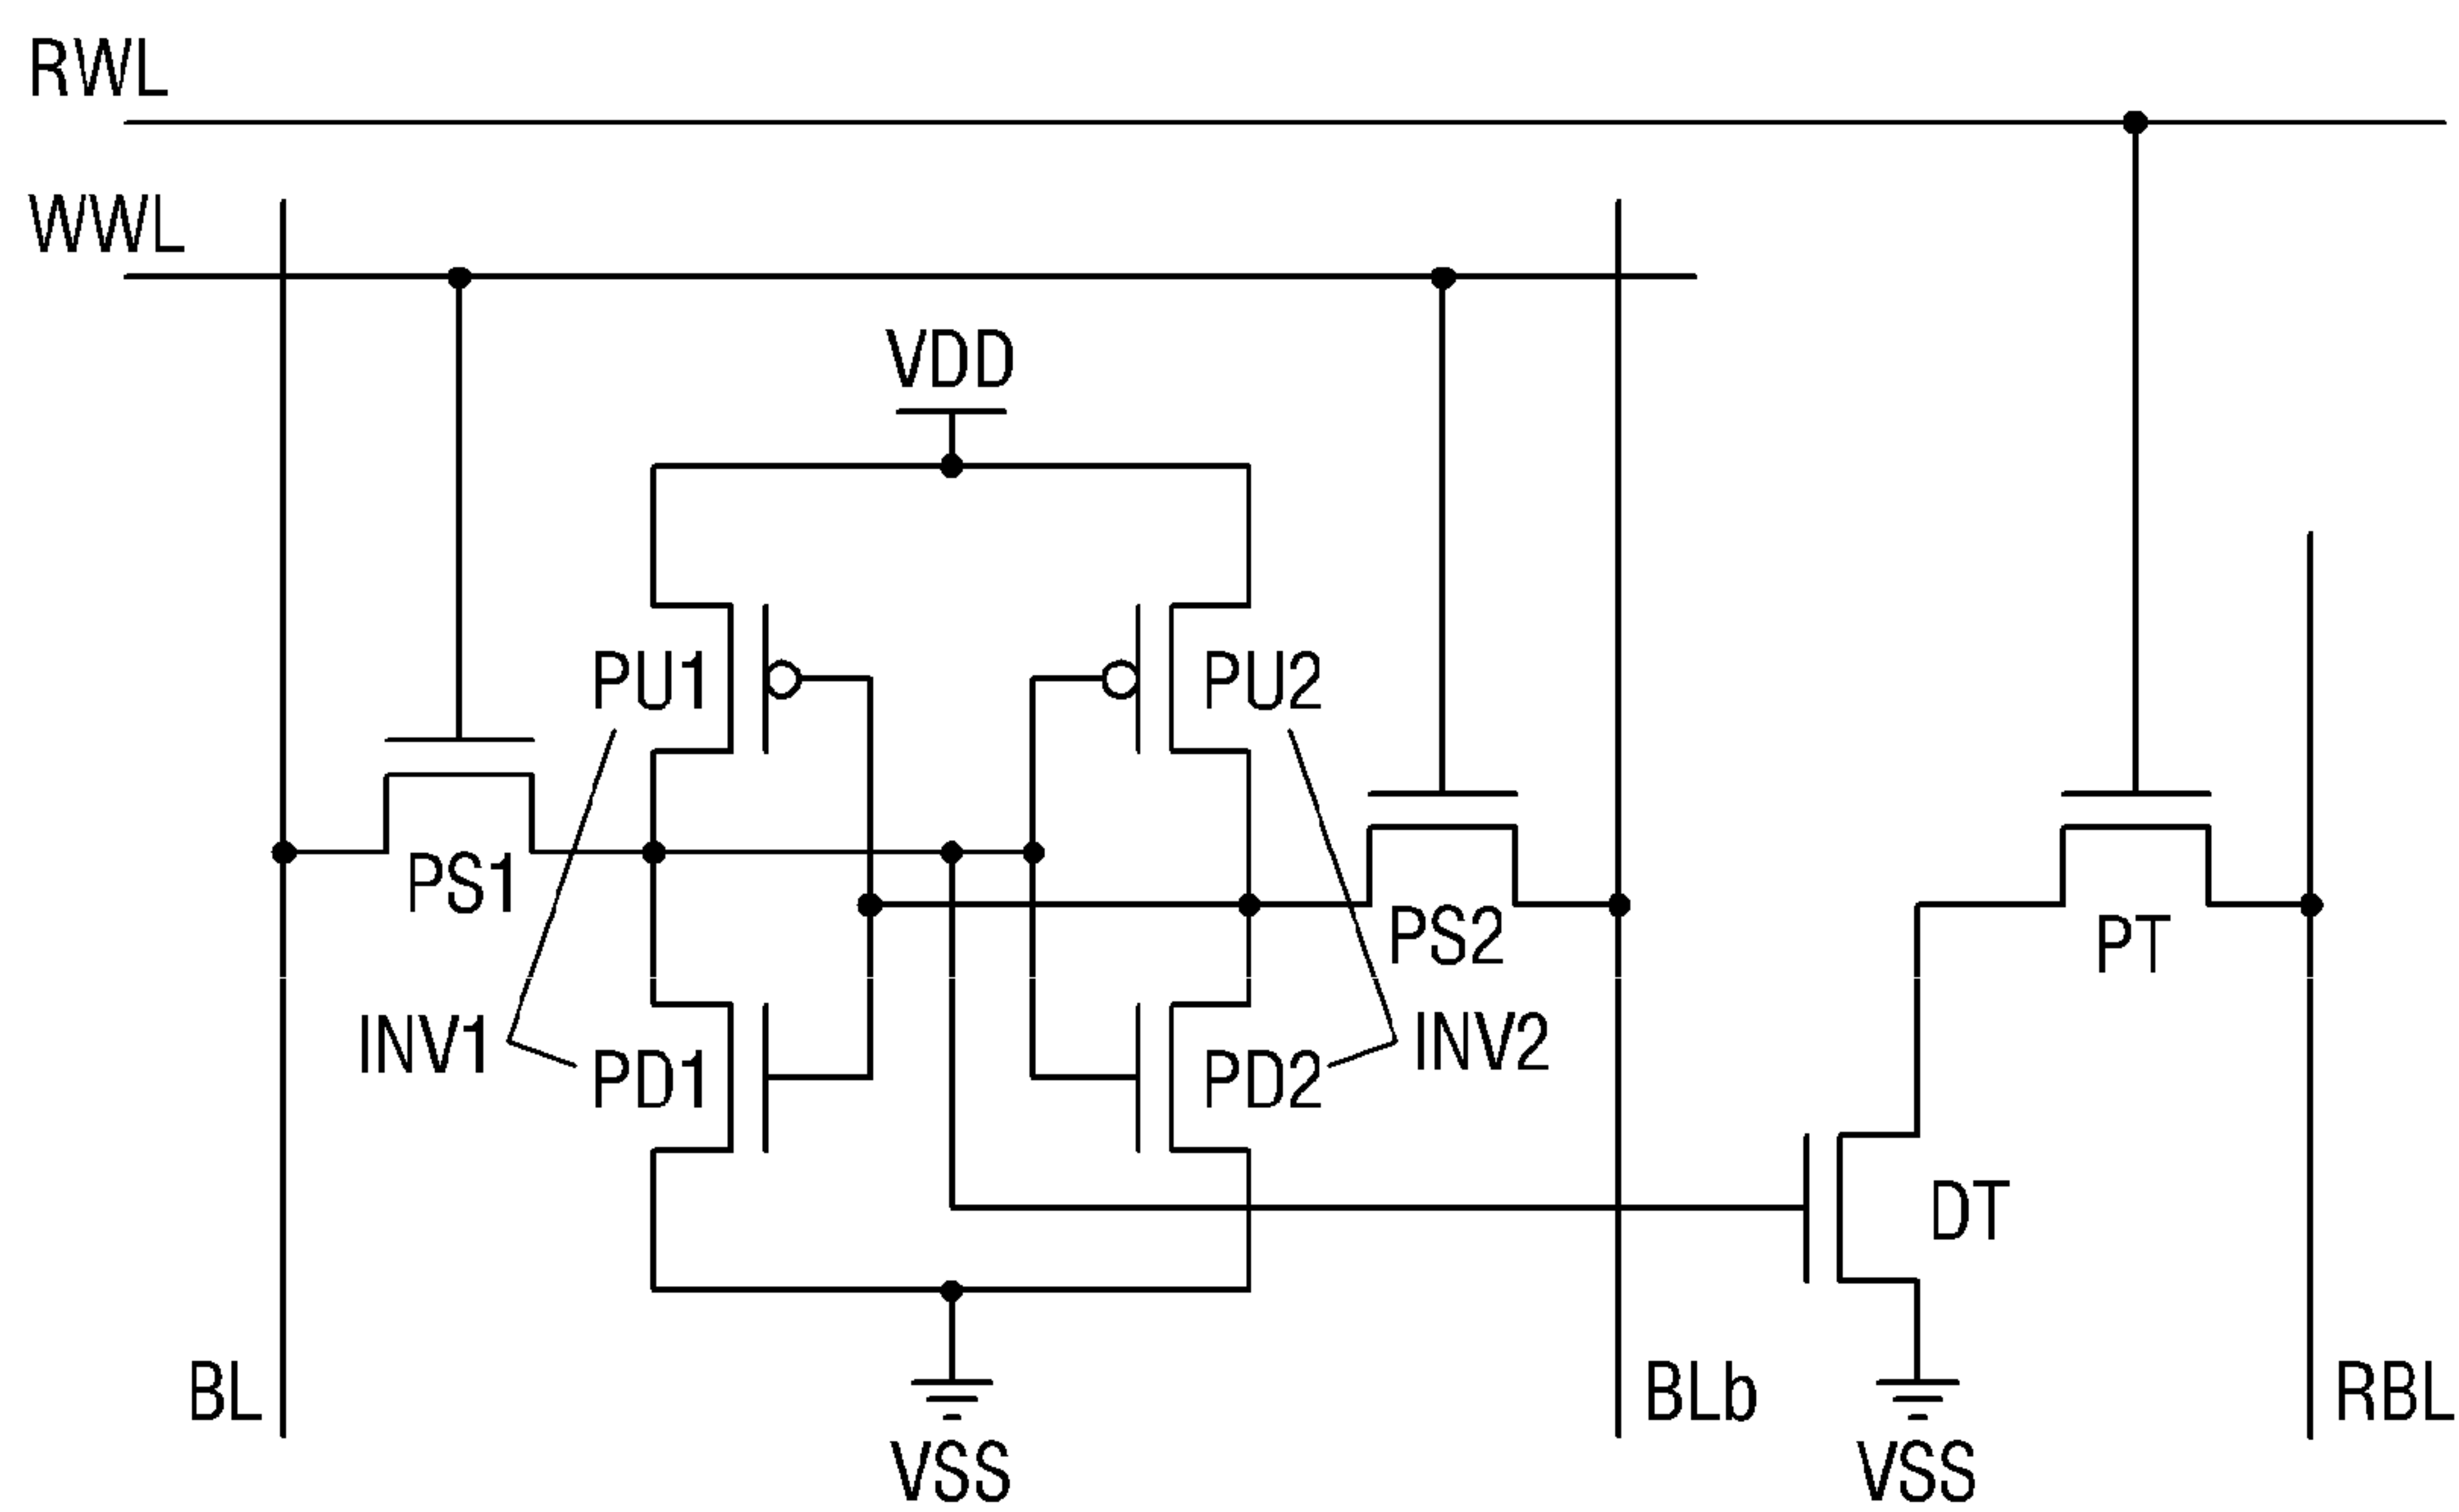 RWL
WWL
VDD
PU1
PU2
PS1
PS2
PT
INV1
PD1
PD2
INV2
DT
BL
BLb
RBL
VSS
VSS